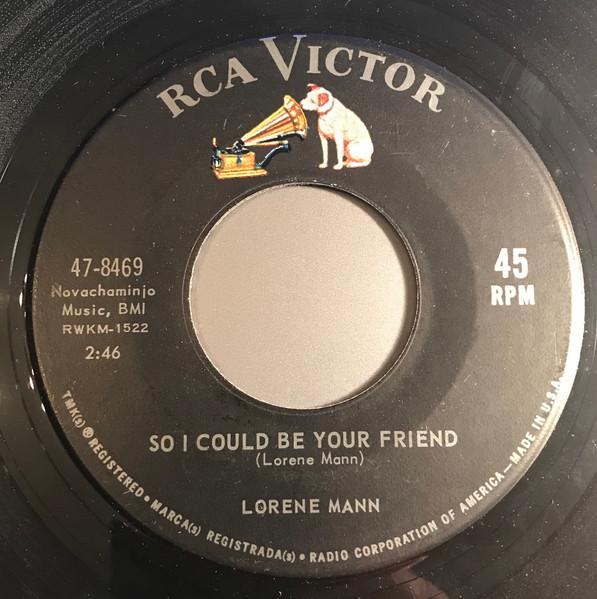 RCA VICTOR
47-8469
Novachaminjo
Music, BMI
RWKM-1522
2:46
45
RPM
SO I COULD BE YOUR FRIEND
(Lorene Mann)
LORENE MANN
TMK(s) ® REGISTERED • MARCA(s) REGISTRADA(s) • RADIO CORPORATION OF AMERICA—MADE IN U.S.A.